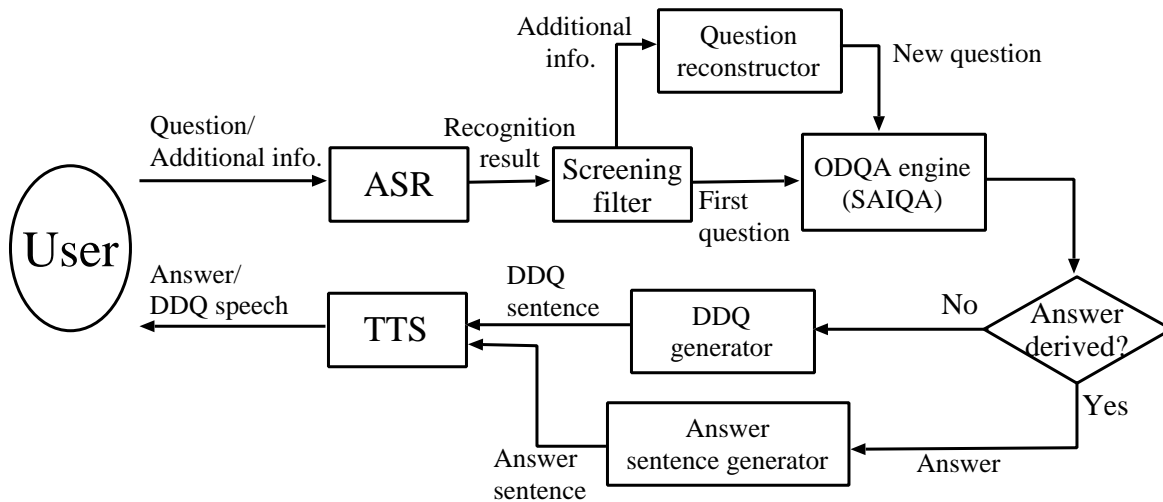 Additional
info.
Question
reconstructor
New question
Question/
Additional info.
Recognition
result
ASR
Screening
filter
First
question
ODQA engine
(SAIQA)
User
Answer/
DDQ speech
TTS
DDQ
sentence
DDQ
generator
No
Answer
derived?
Yes
Answer
sentence
Answer
sentence generator
Answer